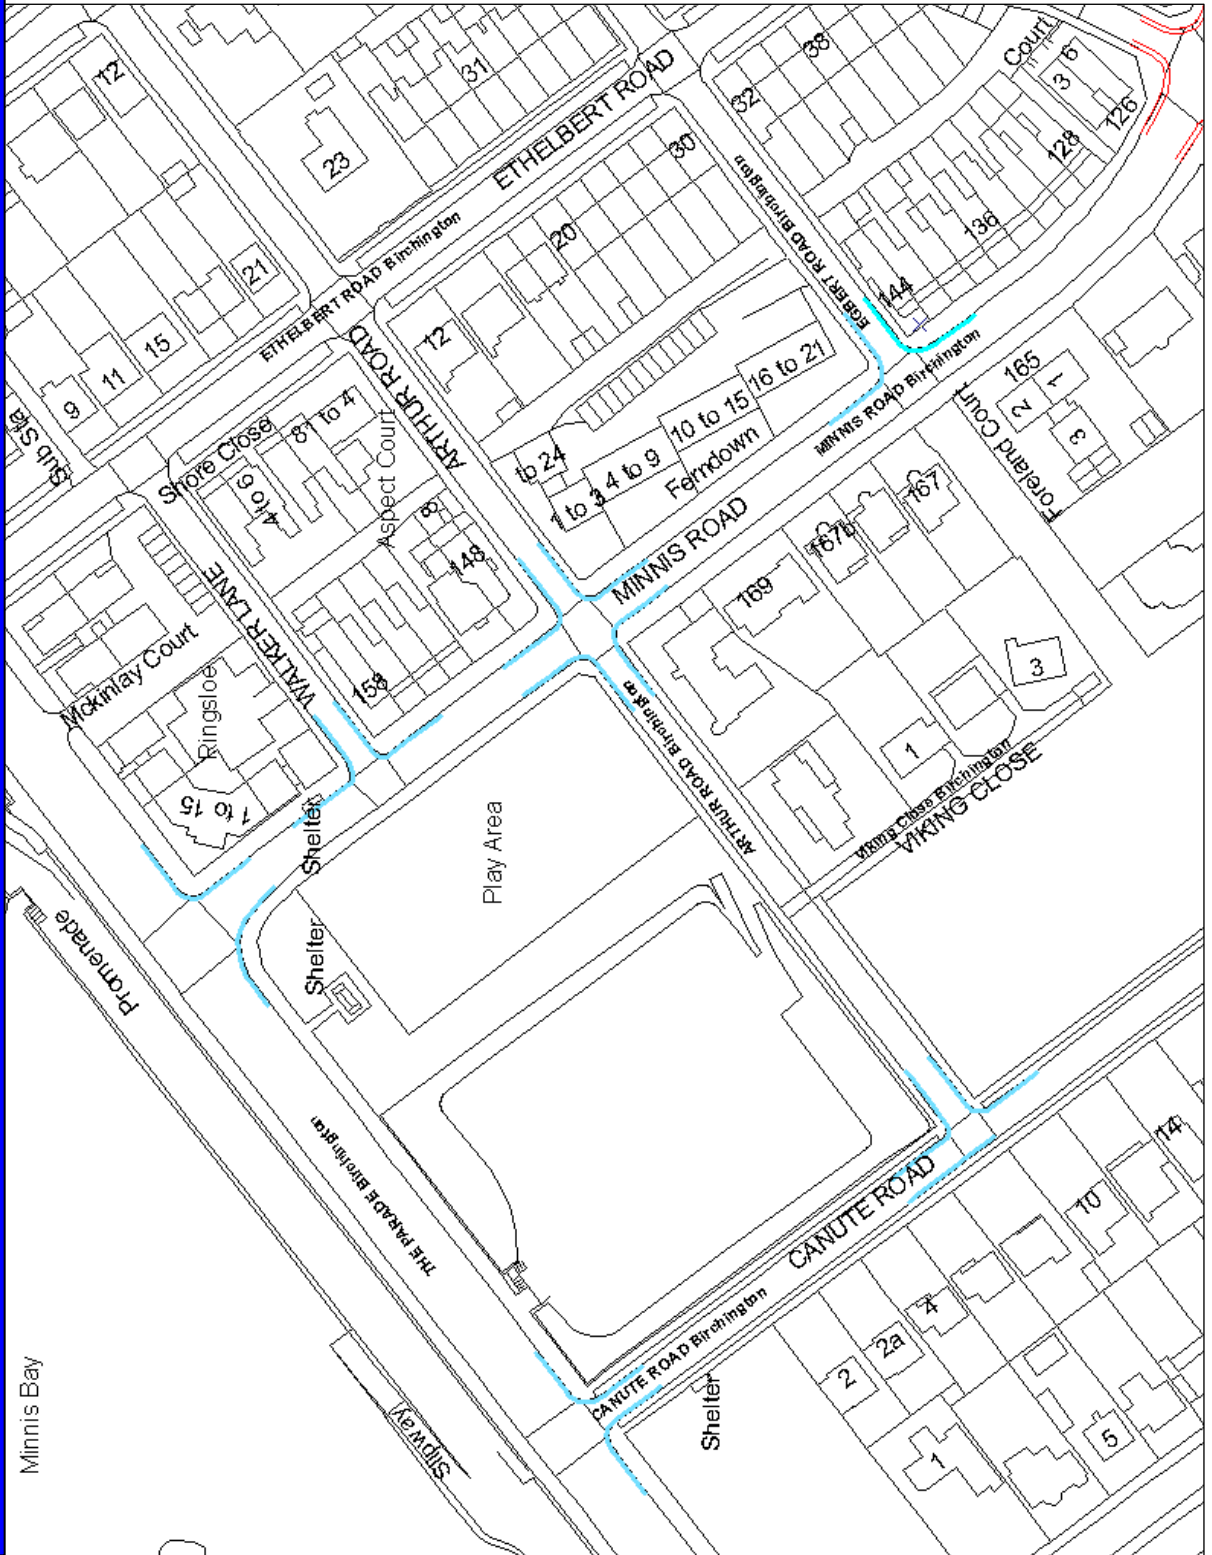 12
31
38
Court
6
3
126
128
136
23
ETHELBERT ROAD
32
30
20
EGBERT ROAD Birchington
144
21
15
11
9
Sub Sta
ETHELBERT ROAD Birchington
12
ARTHUR ROAD
Shore Close
81 to 4
4 to 6
Aspect Court
8
148
158
to 24
1 to 3
4 to 9
10 to 15
16 to 21
Ferndown
MINNIS ROAD
MINNIS ROAD Birchington
165
1
2
3
Foreland Court
167
167b
169
3
1
Viking Close Birchington
VIKING CLOSE
WALKER LANE
Mckinlay Court
Ringsloe
1 to 15
Shelter
Shelter
Play Area
ARTHUR ROAD Birchington
Promenade
THE PARADE Birchington
CANUTE ROAD
CANUTE ROAD Birchington
14
10
4
2a
2
1
5
Shelter
Slipway
Minnis Bay